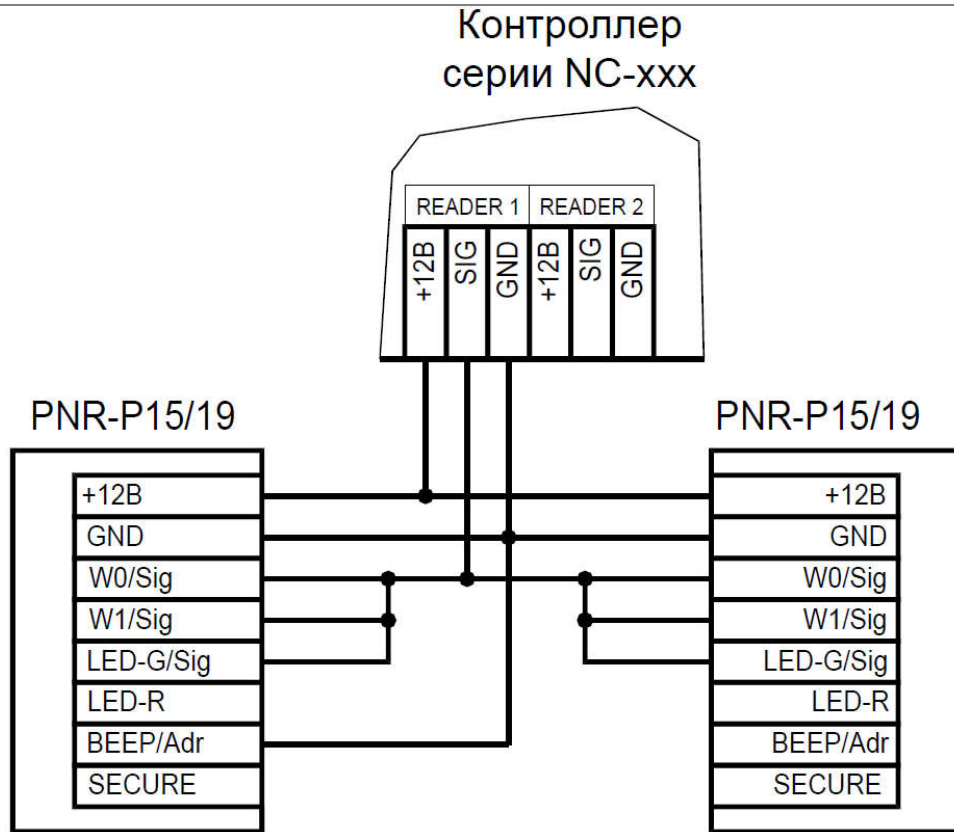 Контроллер
серии NC-xxx
READER 1 READER 2
+12В SIG GND +12В SIG GND
PNR-P15/19
+12В
GND
W0/Sig
W1/Sig
LED-G/Sig
LED-R
BEEP/Adr
SECURE
PNR-P15/19
+12В
GND
W0/Sig
W1/Sig
LED-G/Sig
LED-R
BEEP/Adr
SECURE